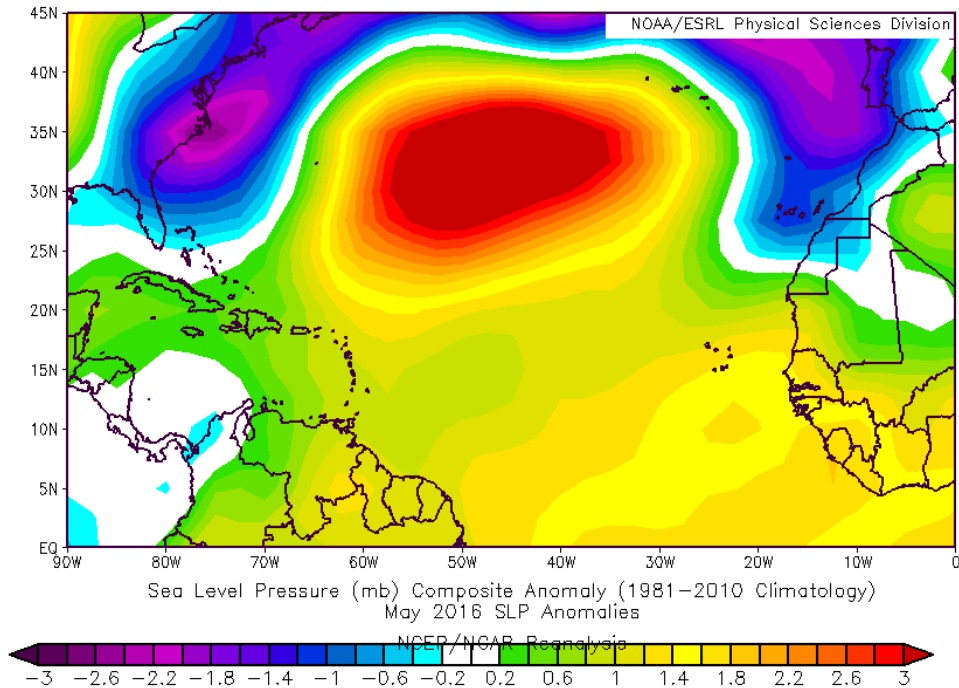 NOAA/ESRL Physical Sciences Division
45N
40N
35N
30N
25N
20N
15N
10N
5N
EQ
90W 80W 70W 60W 50W 40W 30W 20W 10W 0
Sea Level Pressure (mb) Composite Anomaly (1981-2010 Climatology)
May 2016 SLP Anomalies
NCEP/NCAR Reanalysis
-3 -2.6 -2.2 -1.8 -1.4 -1 -0.6 -0.2 0.2 0.6 1 1.4 1.8 2.2 2.6 3